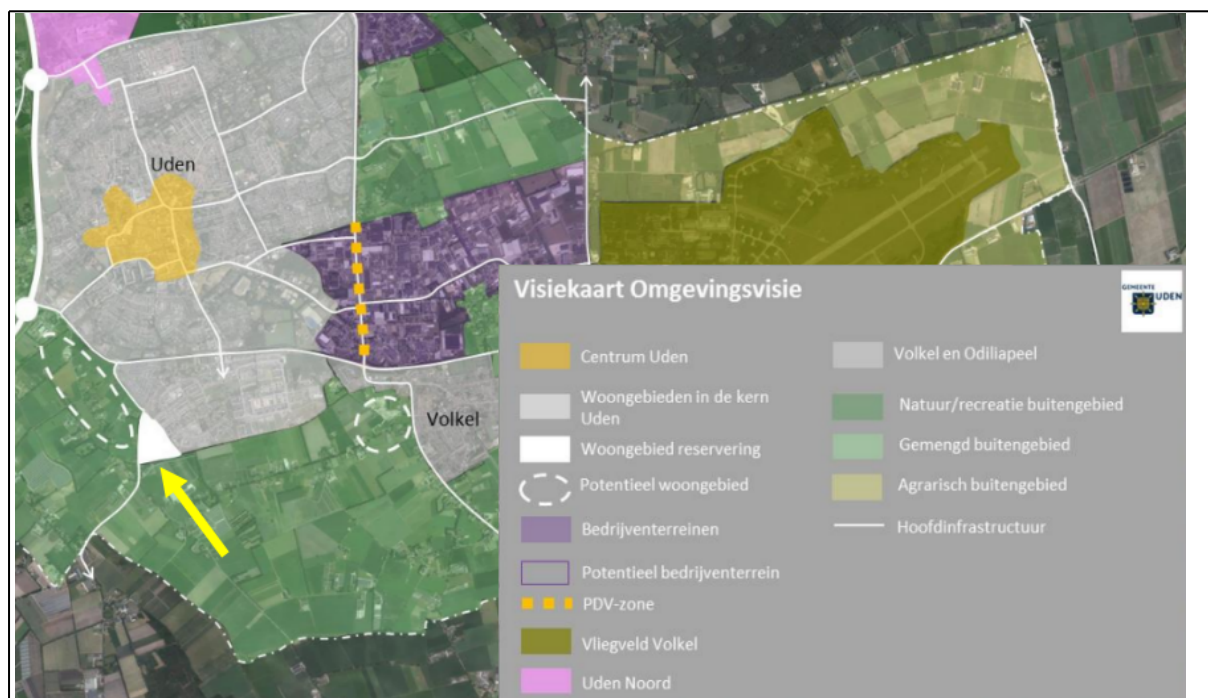 Uden
Volkel
Visiekaart Omgevingsvisie
GEMEENTE
UDEN
Centrum Uden
Woongebieden in de kern
Uden
Woongebied reservering
Potentieel woongebied
Bedrijventerreinen
Potentieel bedrijventerrein
PDV-zone
Vliegveld Volkel
Uden Noord
Volkel en Odiliapeel
Natuur/recreatie buitengebied
Gemengd buitengebied
Agrarisch buitengebied
Hoofdinfrastructuur